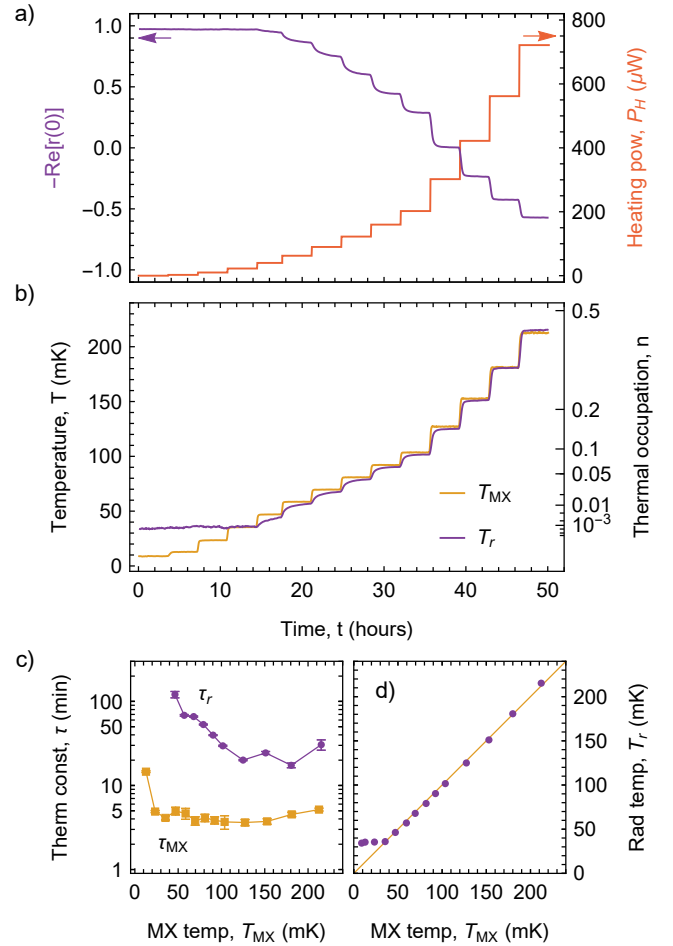 a)
1.0
0.5
0.0
−0.5
−1.0
−Re[r(0)]
800
600
400
200
0
Heating pow, P_H (μW)
b)
200
150
100
50
0
Temperature, T (mK)
0.5
0.2
0.1
0.05
0.01
10⁻³
Thermal occupation, n
T_MX
T_r
0 10 20 30 40 50
Time, t (hours)
c)
100
50
10
5
1
Therm const, τ (min)
τ_r
τ_MX
0 50 100 150 200
MX temp, T_MX (mK)
d)
200
150
100
50
0
Rad temp, T_r (mK)
0 50 100 150 200
MX temp, T_MX (mK)